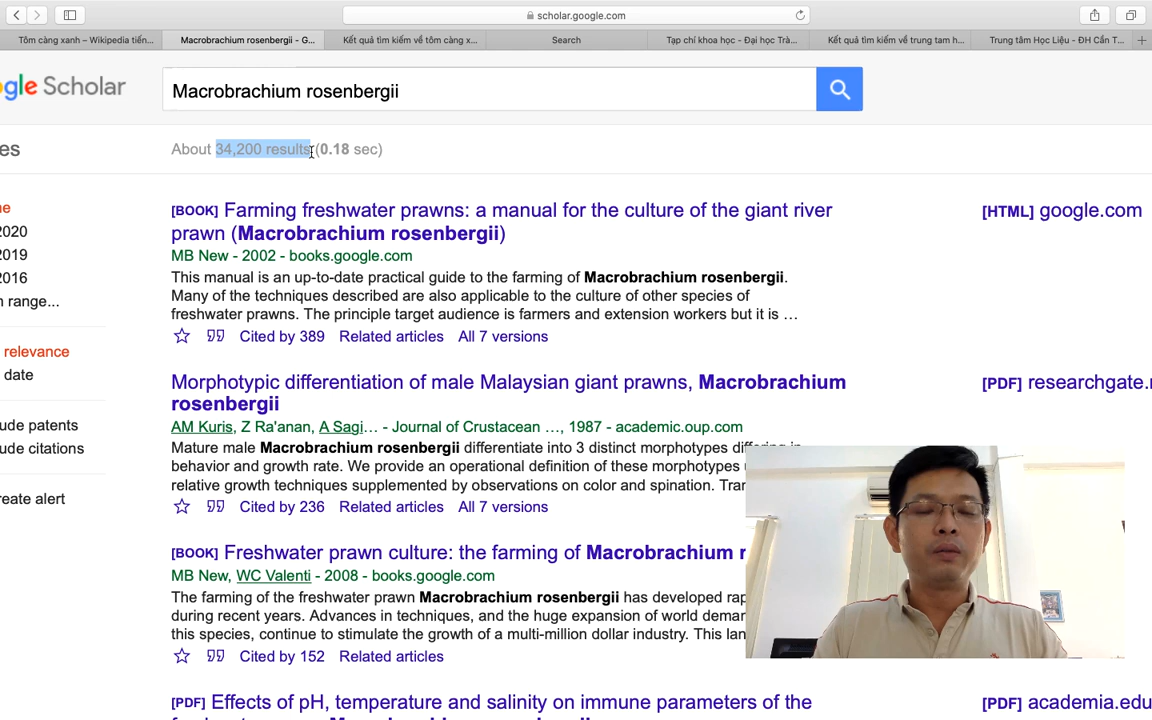 scholar.google.com
Tôm càng xanh – Wikipedia tiến...
Macrobrachium rosenbergii - G...
Kết quả tìm kiếm về tôm càng x...
Search
Tạp chí khoa học - Đại học Trà...
Kết quả tìm kiếm về trung tam h...
Trung tâm Học Liệu - ĐH Cần T...
gle Scholar
Macrobrachium rosenbergii
es
About 34,200 results (0.18 sec)
ne
2020
2019
2016
n range...
relevance
date
ude patents
ude citations
reate alert
[BOOK] Farming freshwater prawns: a manual for the culture of the giant river
prawn (Macrobrachium rosenbergii)
MB New - 2002 - books.google.com
This manual is an up-to-date practical guide to the farming of Macrobrachium rosenbergii.
Many of the techniques described are also applicable to the culture of other species of
freshwater prawns. The principle target audience is farmers and extension workers but it is …
Cited by 389 Related articles All 7 versions
[HTML] google.com
Morphotypic differentiation of male Malaysian giant prawns, Macrobrachium
rosenbergii
AM Kuris, Z Ra'anan, A Sagi… - Journal of Crustacean …, 1987 - academic.oup.com
Mature male Macrobrachium rosenbergii differentiate into 3 distinct morphotypes differing in
behavior and growth rate. We provide an operational definition of these morphotypes
relative growth techniques supplemented by observations on color and spination. Tran
Cited by 236 Related articles All 7 versions
[PDF] researchgate.
[BOOK] Freshwater prawn culture: the farming of Macrobrachium r
MB New, WC Valenti - 2008 - books.google.com
The farming of the freshwater prawn Macrobrachium rosenbergii has developed rap
during recent years. Advances in techniques, and the huge expansion of world deman
this species, continue to stimulate the growth of a multi-million dollar industry. This lan
Cited by 152 Related articles
[PDF] Effects of pH, temperature and salinity on immune parameters of the
[PDF] academia.edu